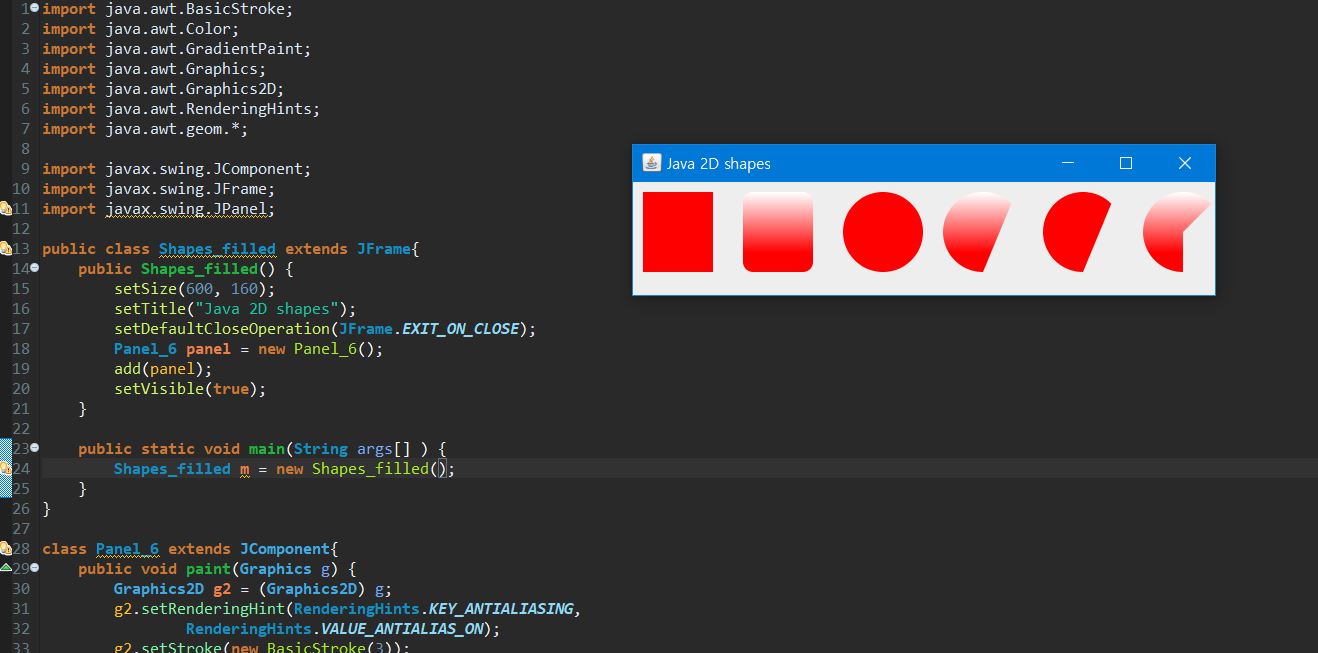 1 import java.awt.BasicStroke;
2 import java.awt.Color;
3 import java.awt.GradientPaint;
4 import java.awt.Graphics;
5 import java.awt.Graphics2D;
6 import java.awt.RenderingHints;
7 import java.awt.geom.*;
8
9 import javax.swing.JComponent;
10 import javax.swing.JFrame;
11 import javax.swing.JPanel;
12
13 public class Shapes_filled extends JFrame{
14     public Shapes_filled() {
15         setSize(600, 160);
16         setTitle("Java 2D shapes");
17         setDefaultCloseOperation(JFrame.EXIT_ON_CLOSE);
18         Panel_6 panel = new Panel_6();
19         add(panel);
20         setVisible(true);
21     }
22
23     public static void main(String args[] ) {
24         Shapes_filled m = new Shapes_filled();
25     }
26 }
27
28 class Panel_6 extends JComponent{
29     public void paint(Graphics g) {
30         Graphics2D g2 = (Graphics2D) g;
31         g2.setRenderingHint(RenderingHints.KEY_ANTIALIASING,
32                 RenderingHints.VALUE_ANTIALIAS_ON);
33         g2.setStroke(new BasicStroke(3));
Java 2D shapes